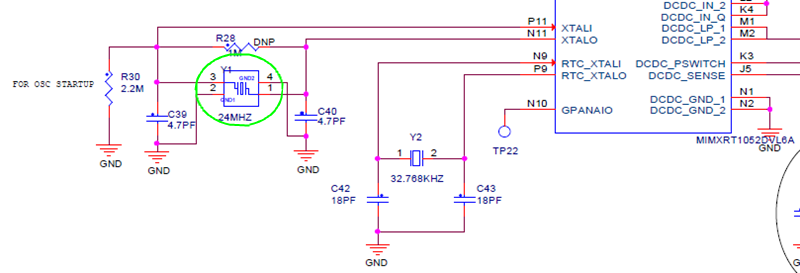 DCDC_IN_2
K4
DCDC_IN_Q
P11
XTALI
M1
DCDC_LP_1
N11
XTALO
M2
DCDC_LP_2
R28
DNP
N9
RTC_XTALI
K3
DCDC_PSWITCH
P9
RTC_XTALO
J5
DCDC_SENSE
Y1
FOR OSC STARTUP
R30
2.2M
3
GND2
4
2
GND1
1
N10
GPANAIO
N1
DCDC_GND_1
N2
DCDC_GND_2
C39
4.7PF
24MHZ
C40
4.7PF
TP22
MIMXRT1052DVL6A
GND
GND
GND
GND
Y2
1
2
32.768KHZ
C42
18PF
C43
18PF
GND